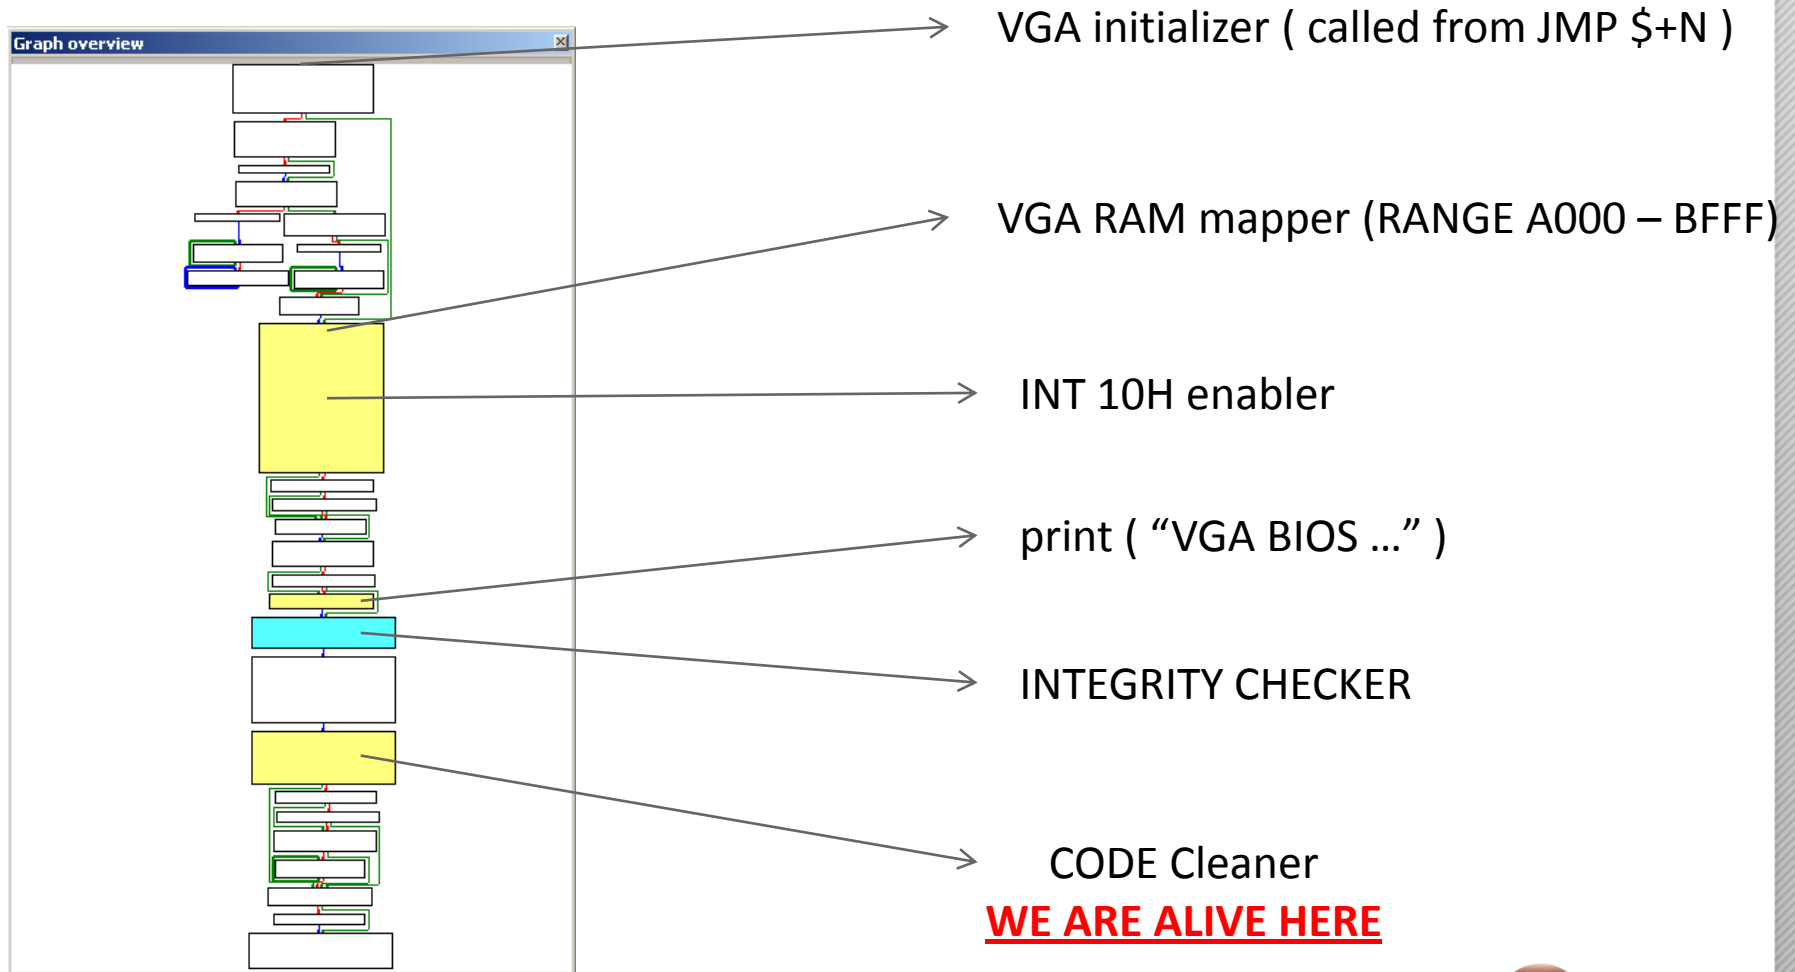 Graph overview
VGA initializer ( called from JMP $+N )
VGA RAM mapper (RANGE A000 – BFFF)
INT 10H enabler
print ( “VGA BIOS …” )
INTEGRITY CHECKER
CODE Cleaner
WE ARE ALIVE HERE